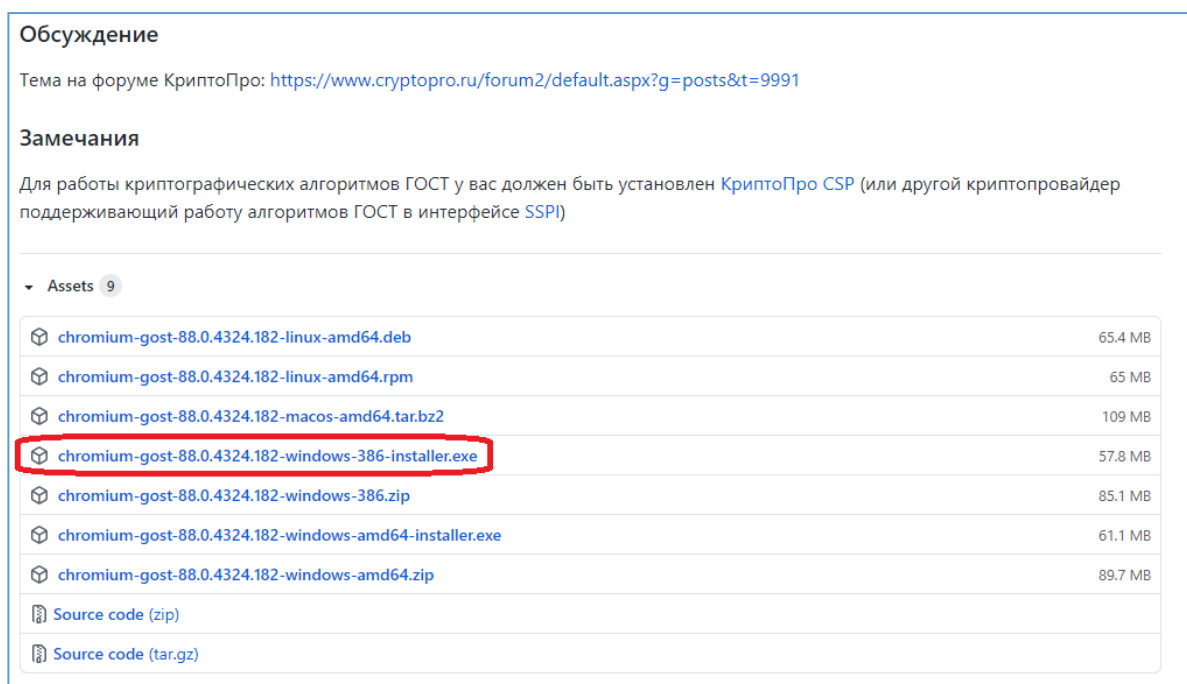 Обсуждение
Тема на форуме КриптоПро: https://www.cryptopro.ru/forum2/default.aspx?g=posts&t=9991
Замечания
Для работы криптографических алгоритмов ГОСТ у вас должен быть установлен КриптоПро CSP (или другой криптопровайдер
поддерживающий работу алгоритмов ГОСТ в интерфейсе SSPI)
Assets 9
chromium-gost-88.0.4324.182-linux-amd64.deb 65.4 MB
chromium-gost-88.0.4324.182-linux-amd64.rpm 65 MB
chromium-gost-88.0.4324.182-macos-amd64.tar.bz2 109 MB
chromium-gost-88.0.4324.182-windows-386-installer.exe 57.8 MB
chromium-gost-88.0.4324.182-windows-386.zip 85.1 MB
chromium-gost-88.0.4324.182-windows-amd64-installer.exe 61.1 MB
chromium-gost-88.0.4324.182-windows-amd64.zip 89.7 MB
Source code (zip)
Source code (tar.gz)